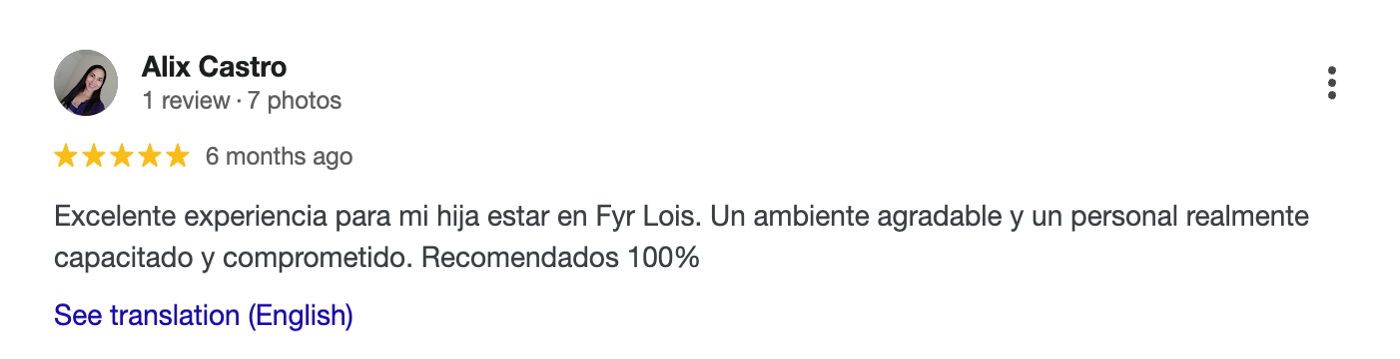 Alix Castro
1 review · 7 photos
6 months ago
Excelente experiencia para mi hija estar en Fyr Lois. Un ambiente agradable y un personal realmente
capacitado y comprometido. Recomendados 100%
See translation (English)